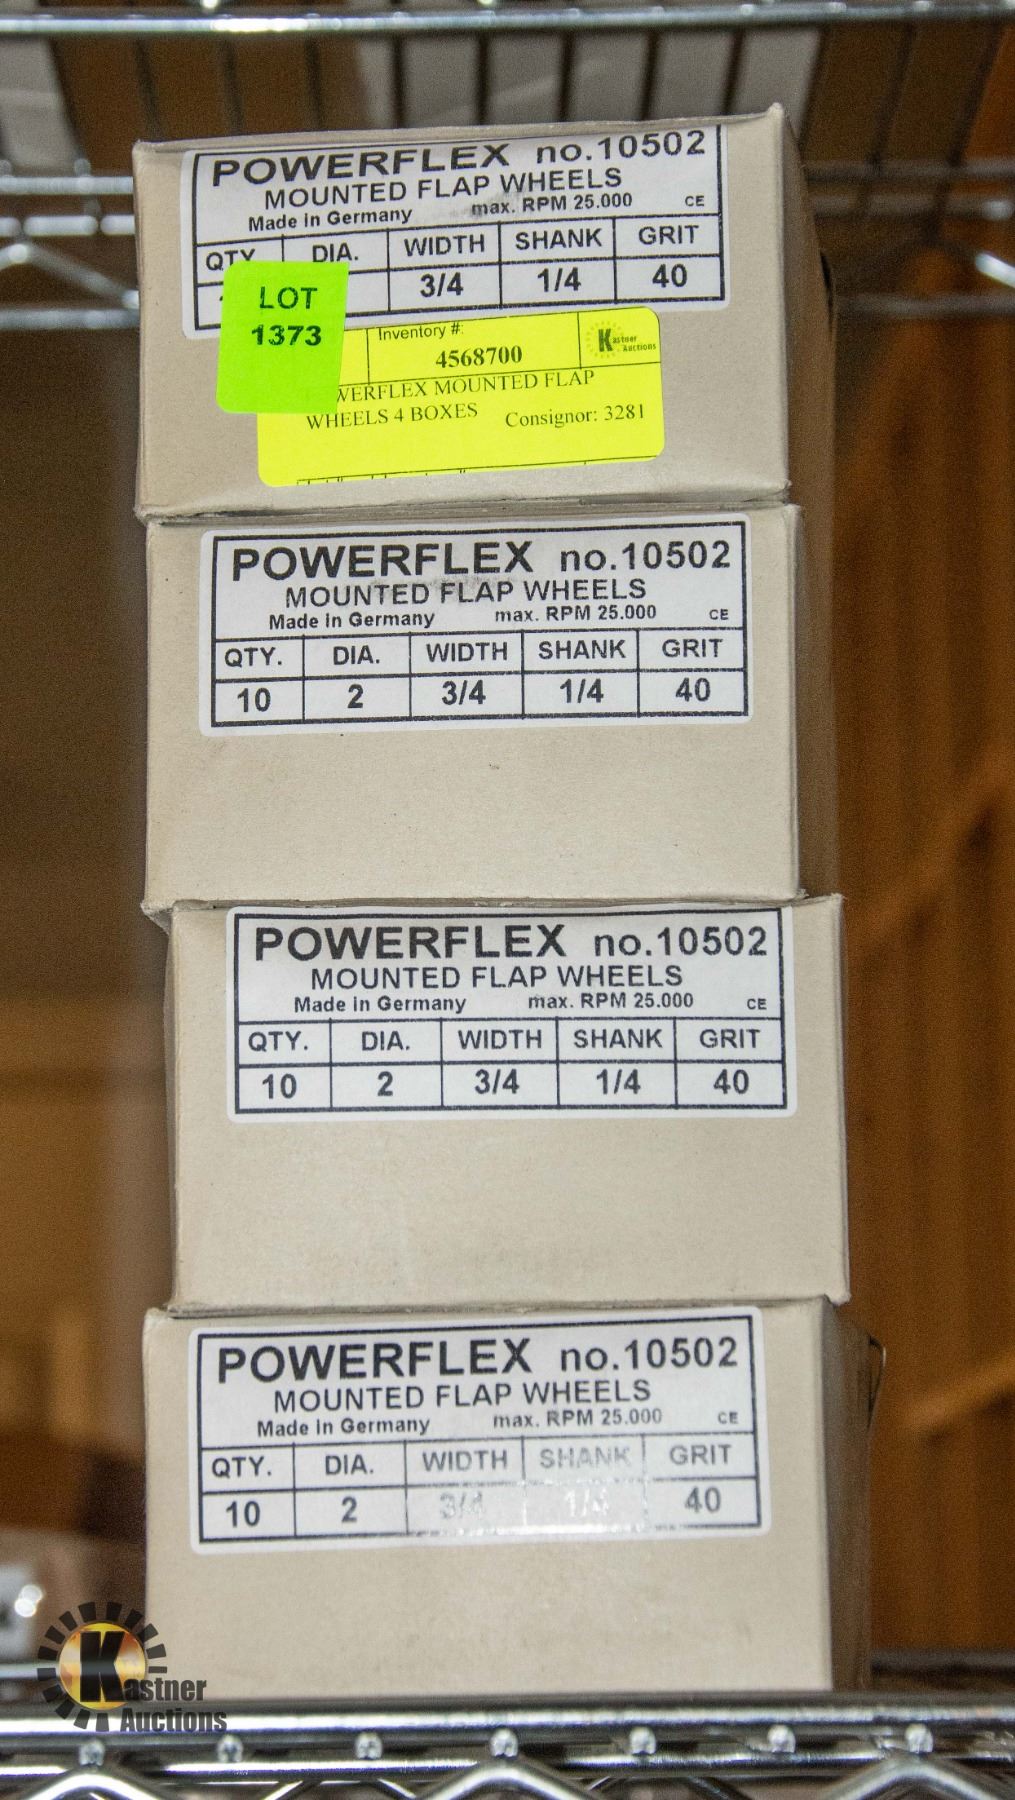 POWERFLEX no.10502
MOUNTED FLAP WHEELS
Made in Germany max. RPM 25.000 CE
QTY. DIA. WIDTH SHANK GRIT
3/4 1/4 40
LOT
1373
Inventory #:
4568700
Kastner Auctions
WERFLEX MOUNTED FLAP
WHEELS 4 BOXES Consignor: 3281
POWERFLEX no.10502
MOUNTED FLAP WHEELS
Made in Germany max. RPM 25.000 CE
QTY. DIA. WIDTH SHANK GRIT
10 2 3/4 1/4 40
POWERFLEX no.10502
MOUNTED FLAP WHEELS
Made in Germany max. RPM 25.000 CE
QTY. DIA. WIDTH SHANK GRIT
10 2 3/4 1/4 40
POWERFLEX no.10502
MOUNTED FLAP WHEELS
Made in Germany max. RPM 25.000 CE
QTY. DIA. WIDTH SHANK GRIT
10 2 3/4 1/4 40
Kastner
Auctions